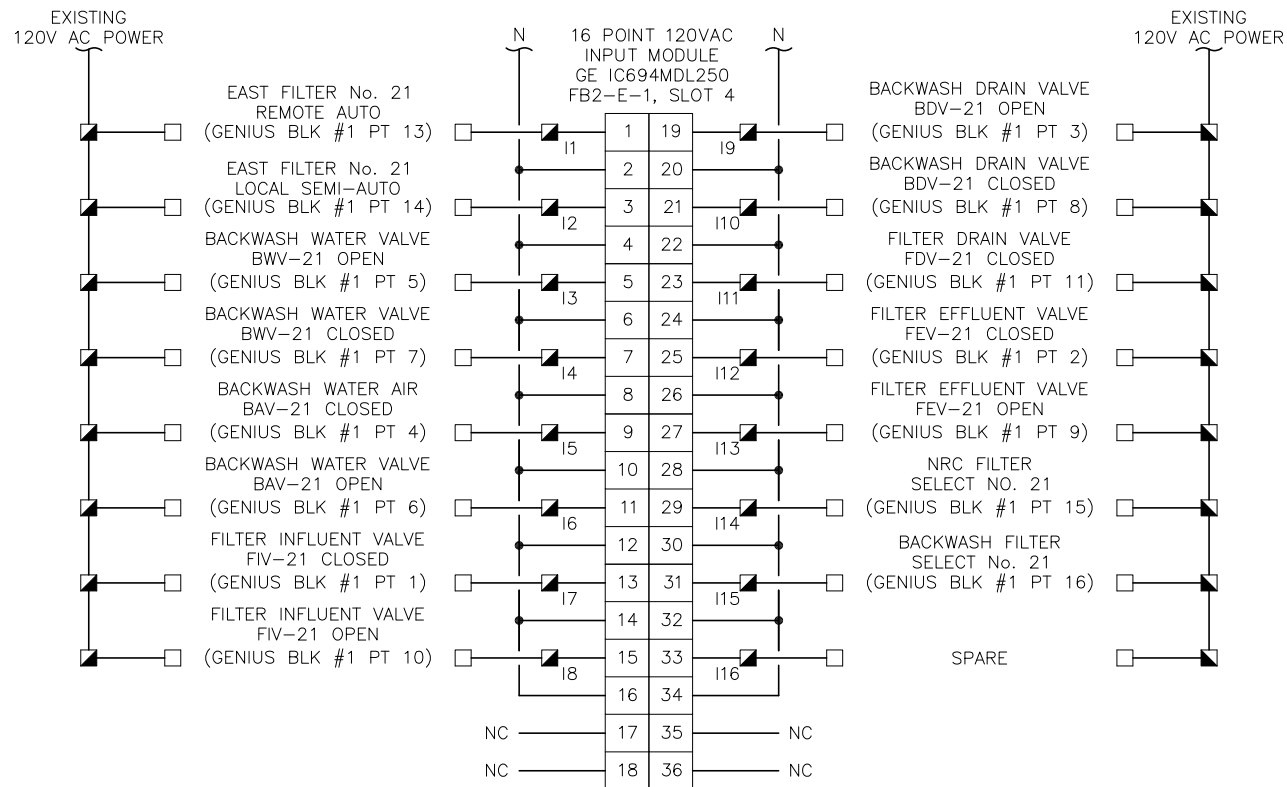 EXISTING
120V AC POWER
N
16 POINT 120VAC
INPUT MODULE
GE IC694MDL250
FB2-E-1, SLOT 4
N
EXISTING
120V AC POWER
EAST FILTER No. 21
REMOTE AUTO
(GENIUS BLK #1 PT 13)
I1
1 19
I9
BACKWASH DRAIN VALVE
BDV-21 OPEN
(GENIUS BLK #1 PT 3)
2 20
EAST FILTER No. 21
LOCAL SEMI-AUTO
(GENIUS BLK #1 PT 14)
I2
3 21
I10
BACKWASH DRAIN VALVE
BDV-21 CLOSED
(GENIUS BLK #1 PT 8)
4 22
BACKWASH WATER VALVE
BWV-21 OPEN
(GENIUS BLK #1 PT 5)
I3
5 23
I11
FILTER DRAIN VALVE
FDV-21 CLOSED
(GENIUS BLK #1 PT 11)
6 24
BACKWASH WATER VALVE
BWV-21 CLOSED
(GENIUS BLK #1 PT 7)
I4
7 25
I12
FILTER EFFLUENT VALVE
FEV-21 CLOSED
(GENIUS BLK #1 PT 2)
8 26
BACKWASH WATER AIR
BAV-21 CLOSED
(GENIUS BLK #1 PT 4)
I5
9 27
I13
FILTER EFFLUENT VALVE
FEV-21 OPEN
(GENIUS BLK #1 PT 9)
10 28
BACKWASH WATER VALVE
BAV-21 OPEN
(GENIUS BLK #1 PT 6)
I6
11 29
I14
NRC FILTER
SELECT NO. 21
(GENIUS BLK #1 PT 15)
12 30
FILTER INFLUENT VALVE
FIV-21 CLOSED
(GENIUS BLK #1 PT 1)
I7
13 31
I15
BACKWASH FILTER
SELECT No. 21
(GENIUS BLK #1 PT 16)
14 32
FILTER INFLUENT VALVE
FIV-21 OPEN
(GENIUS BLK #1 PT 10)
I8
15 33
I16
SPARE
16 34
NC 17 35 NC
NC 18 36 NC